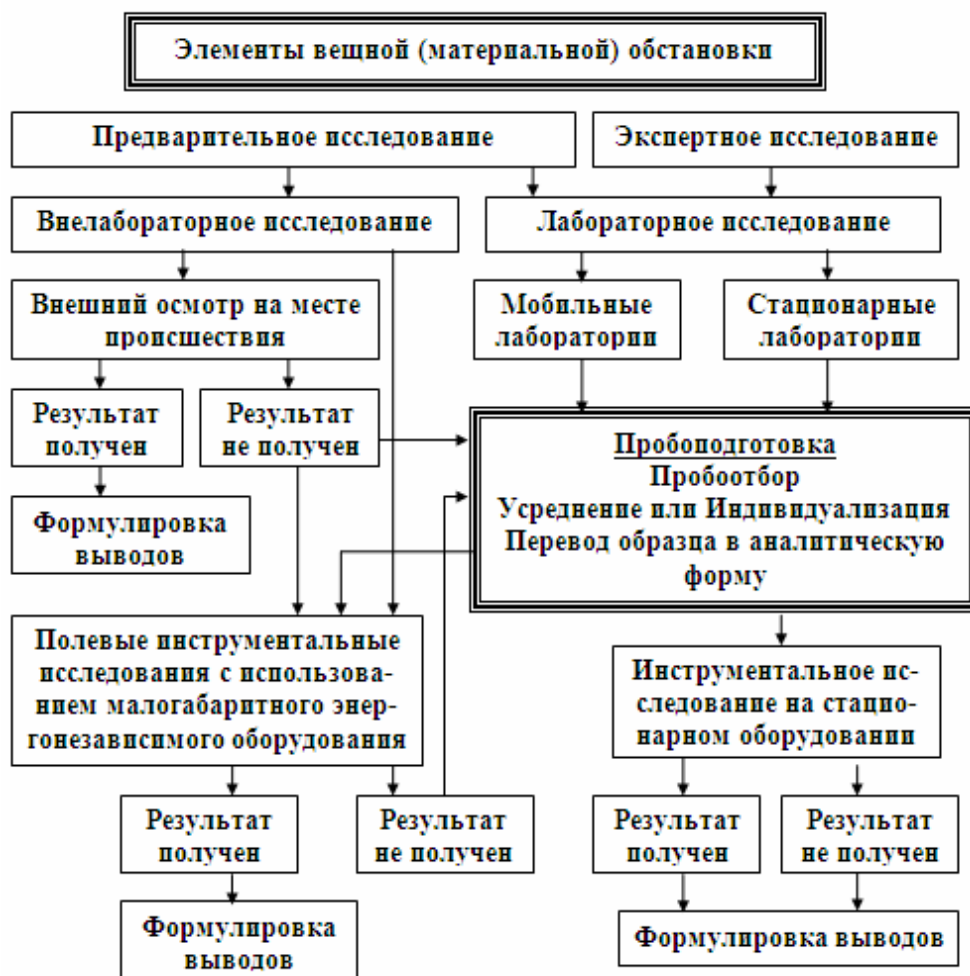 Элементы вещной (материальной) обстановки
Предварительное исследование
Экспертное исследование
Внелабораторное исследование
Лабораторное исследование
Внешний осмотр на месте
происшествия
Мобильные
лаборатории
Стационарные
лаборатории
Результат
получен
Результат
не получен
Пробоподготовка
Пробоотбор
Усреднение или Индивидуализация
Перевод образца в аналитическую
форму
Формулировка
выводов
Полевые инструментальные
исследования с использова-
нием малогабаритного энер-
гонезависимого оборудования
Инструментальное ис-
следование на стацио-
нарном оборудовании
Результат
получен
Результат
не получен
Результат
получен
Результат
не получен
Формулировка
выводов
Формулировка выводов